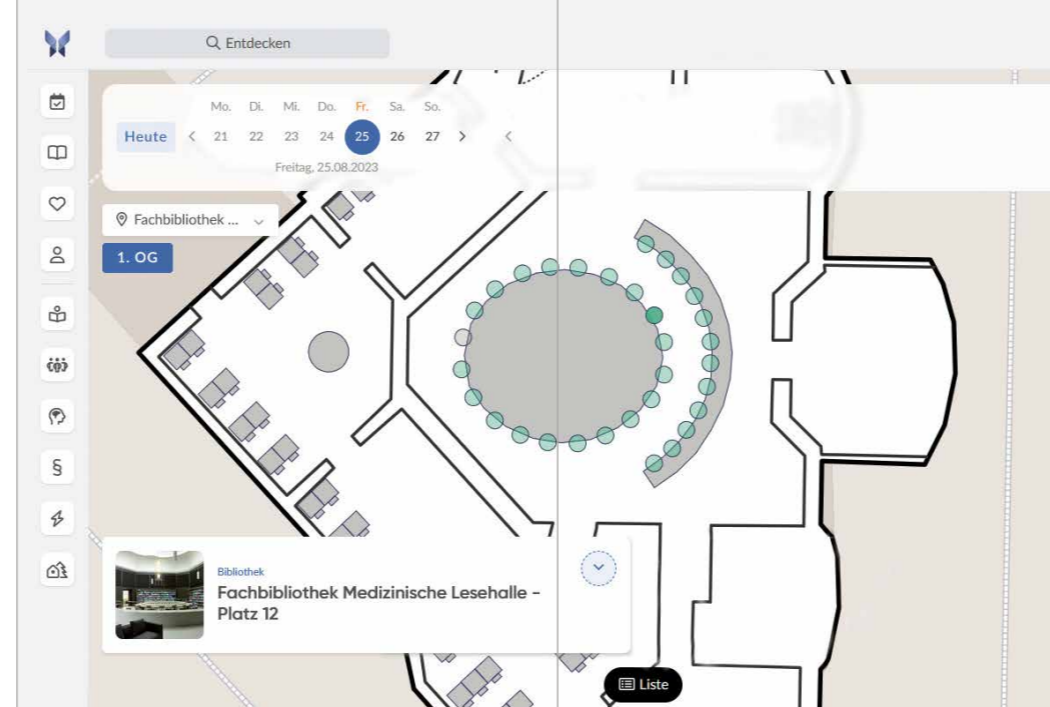 Entdecken
Mo. Di. Mi. Do. Fr. Sa. So.
Heute < 21 22 23 24 25 26 27 > <
Freitag, 25.08.2023
Fachbibliothek ...
1. OG
§
Bibliothek
Fachbibliothek Medizinische Lesehalle -
Platz 12
Liste